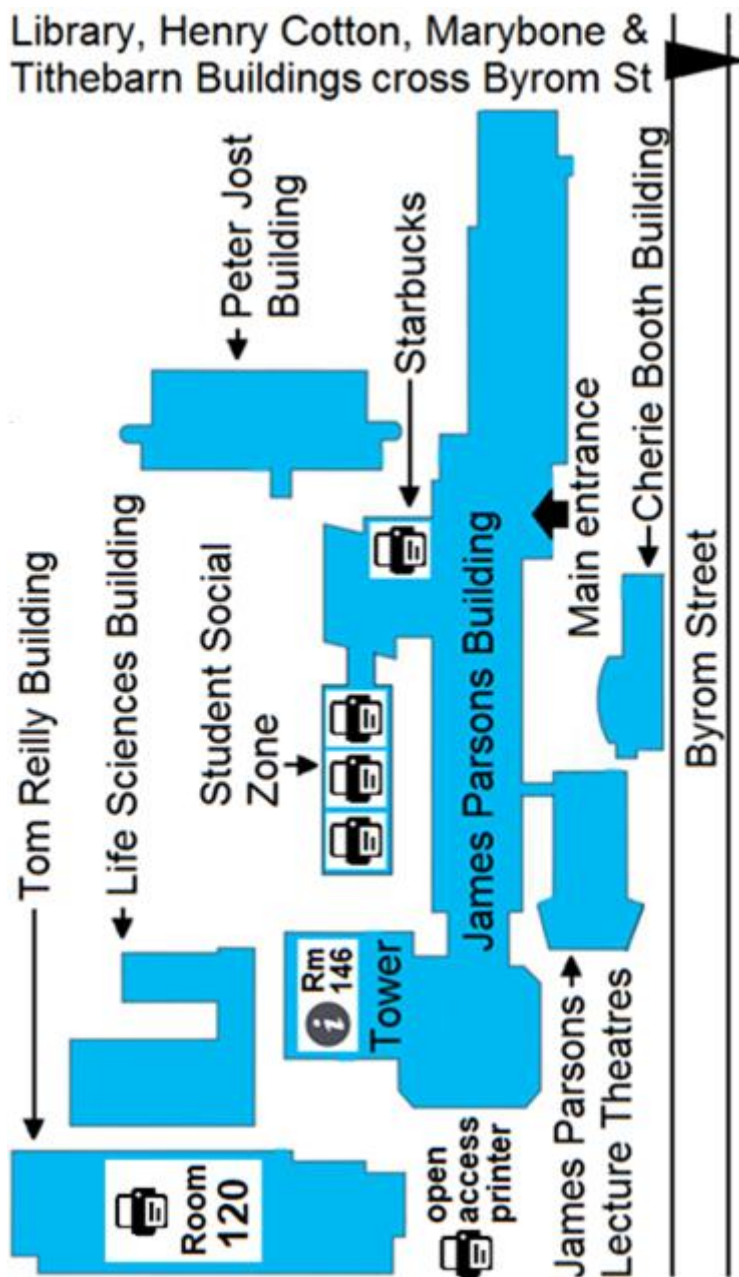 Library, Henry Cotton, Marybone &
Tithebarn Buildings cross Byrom St
Tom Reilly Building
Life Sciences Building
Peter Jost
Building
Student Social
Zone
Starbucks
James Parsons Building
Main entrance
Cherie Booth Building
Byrom Street
Rm
146
i
Tower
Room
120
open
access
printer
James Parsons
Lecture Theatres